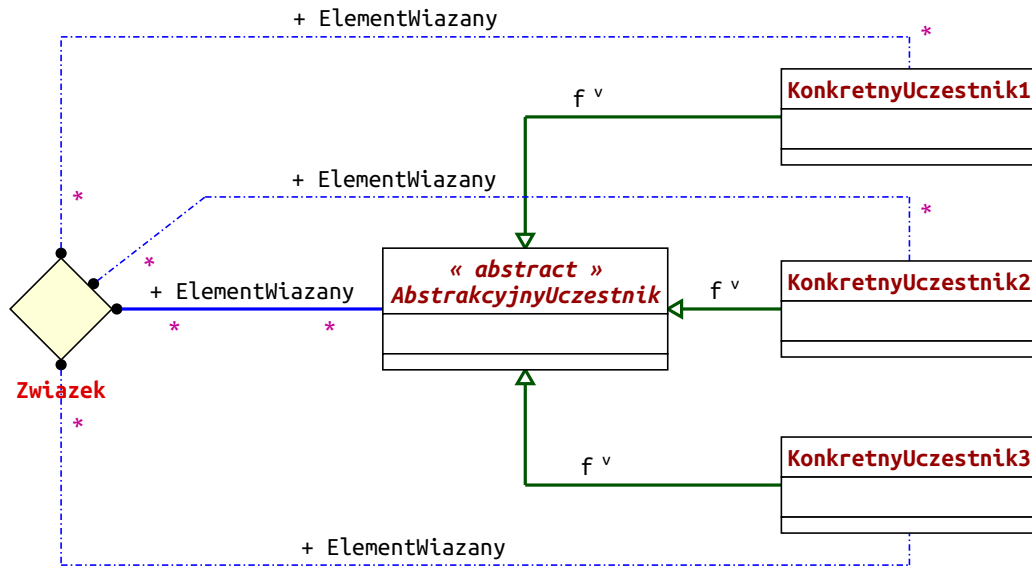 + ElementWiazany
*
KonkretnyUczestnik1
f v
+ ElementWiazany
*
*
*
« abstract »
AbstrakcyjnyUczestnik
KonkretnyUczestnik2
f v
+ ElementWiazany
*
*
Zwiazek
*
KonkretnyUczestnik3
f v
+ ElementWiazany